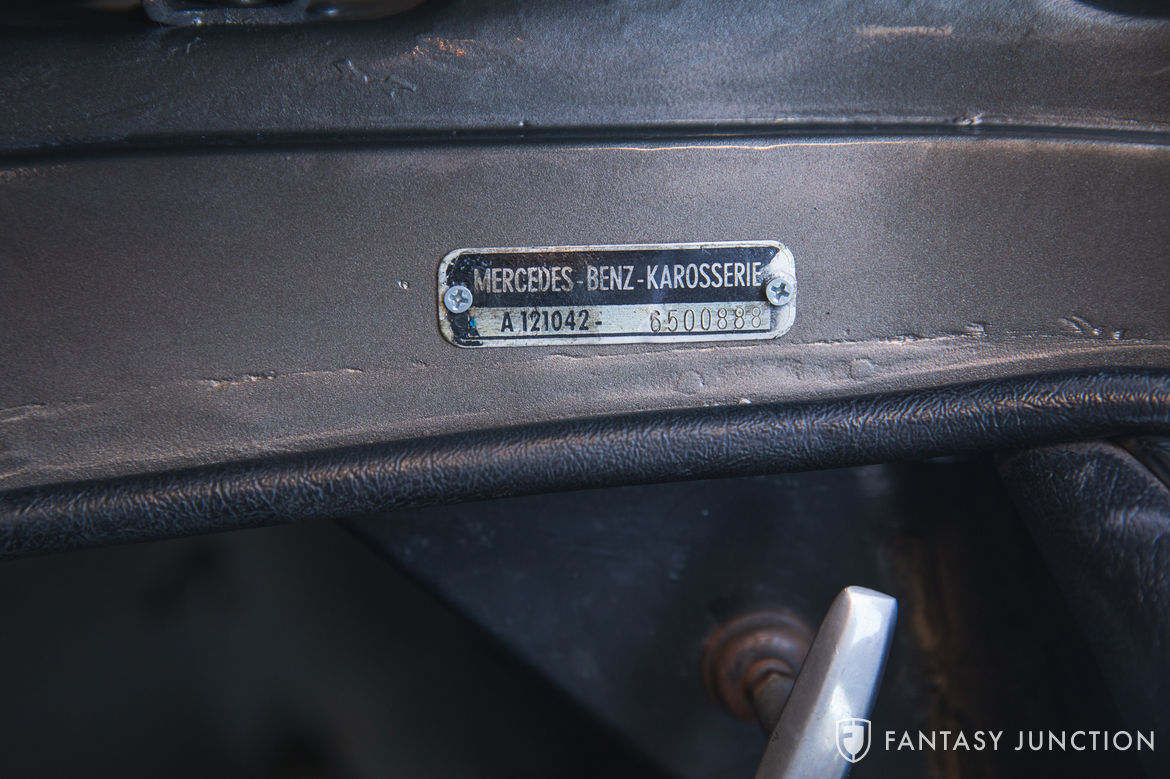 MERCEDES-BENZ-KAROSSERIE
A 121042- 6500888
FANTASY JUNCTION